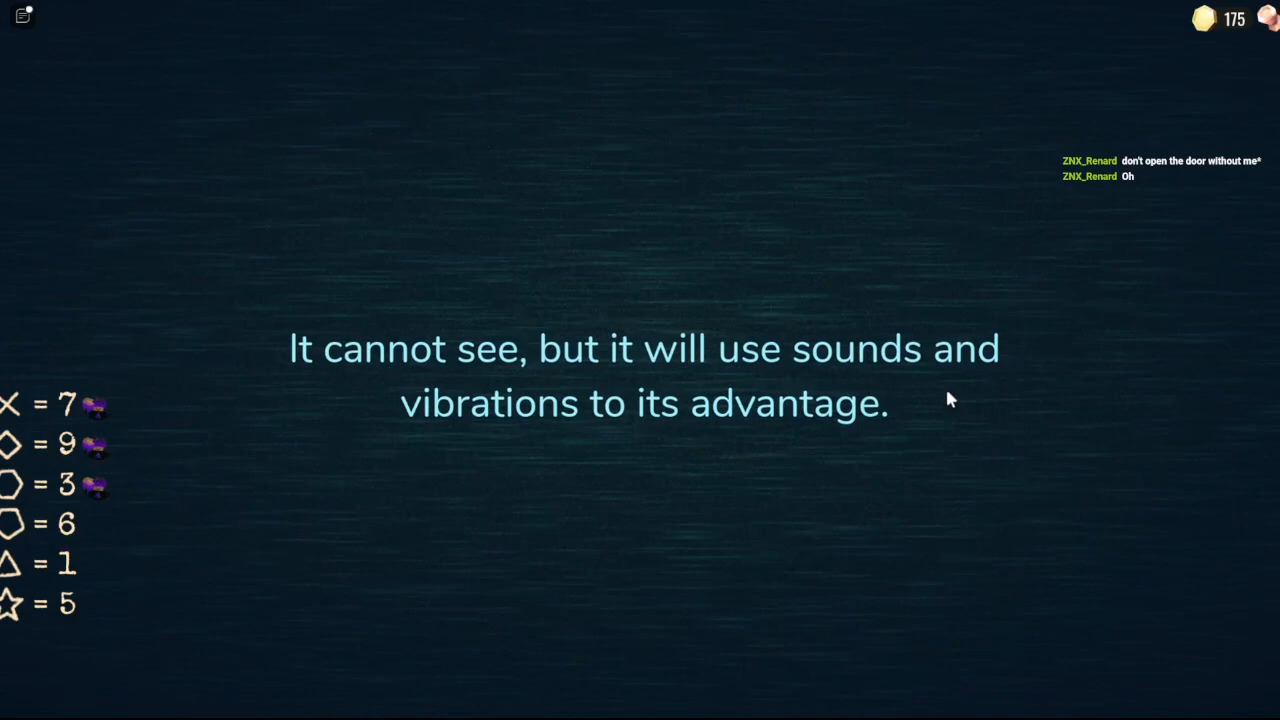 175
ZNX_Renard don't open the door without me*
ZNX_Renard Oh
It cannot see, but it will use sounds and
vibrations to its advantage.
= 7
= 9
= 3
= 6
= 1
= 5